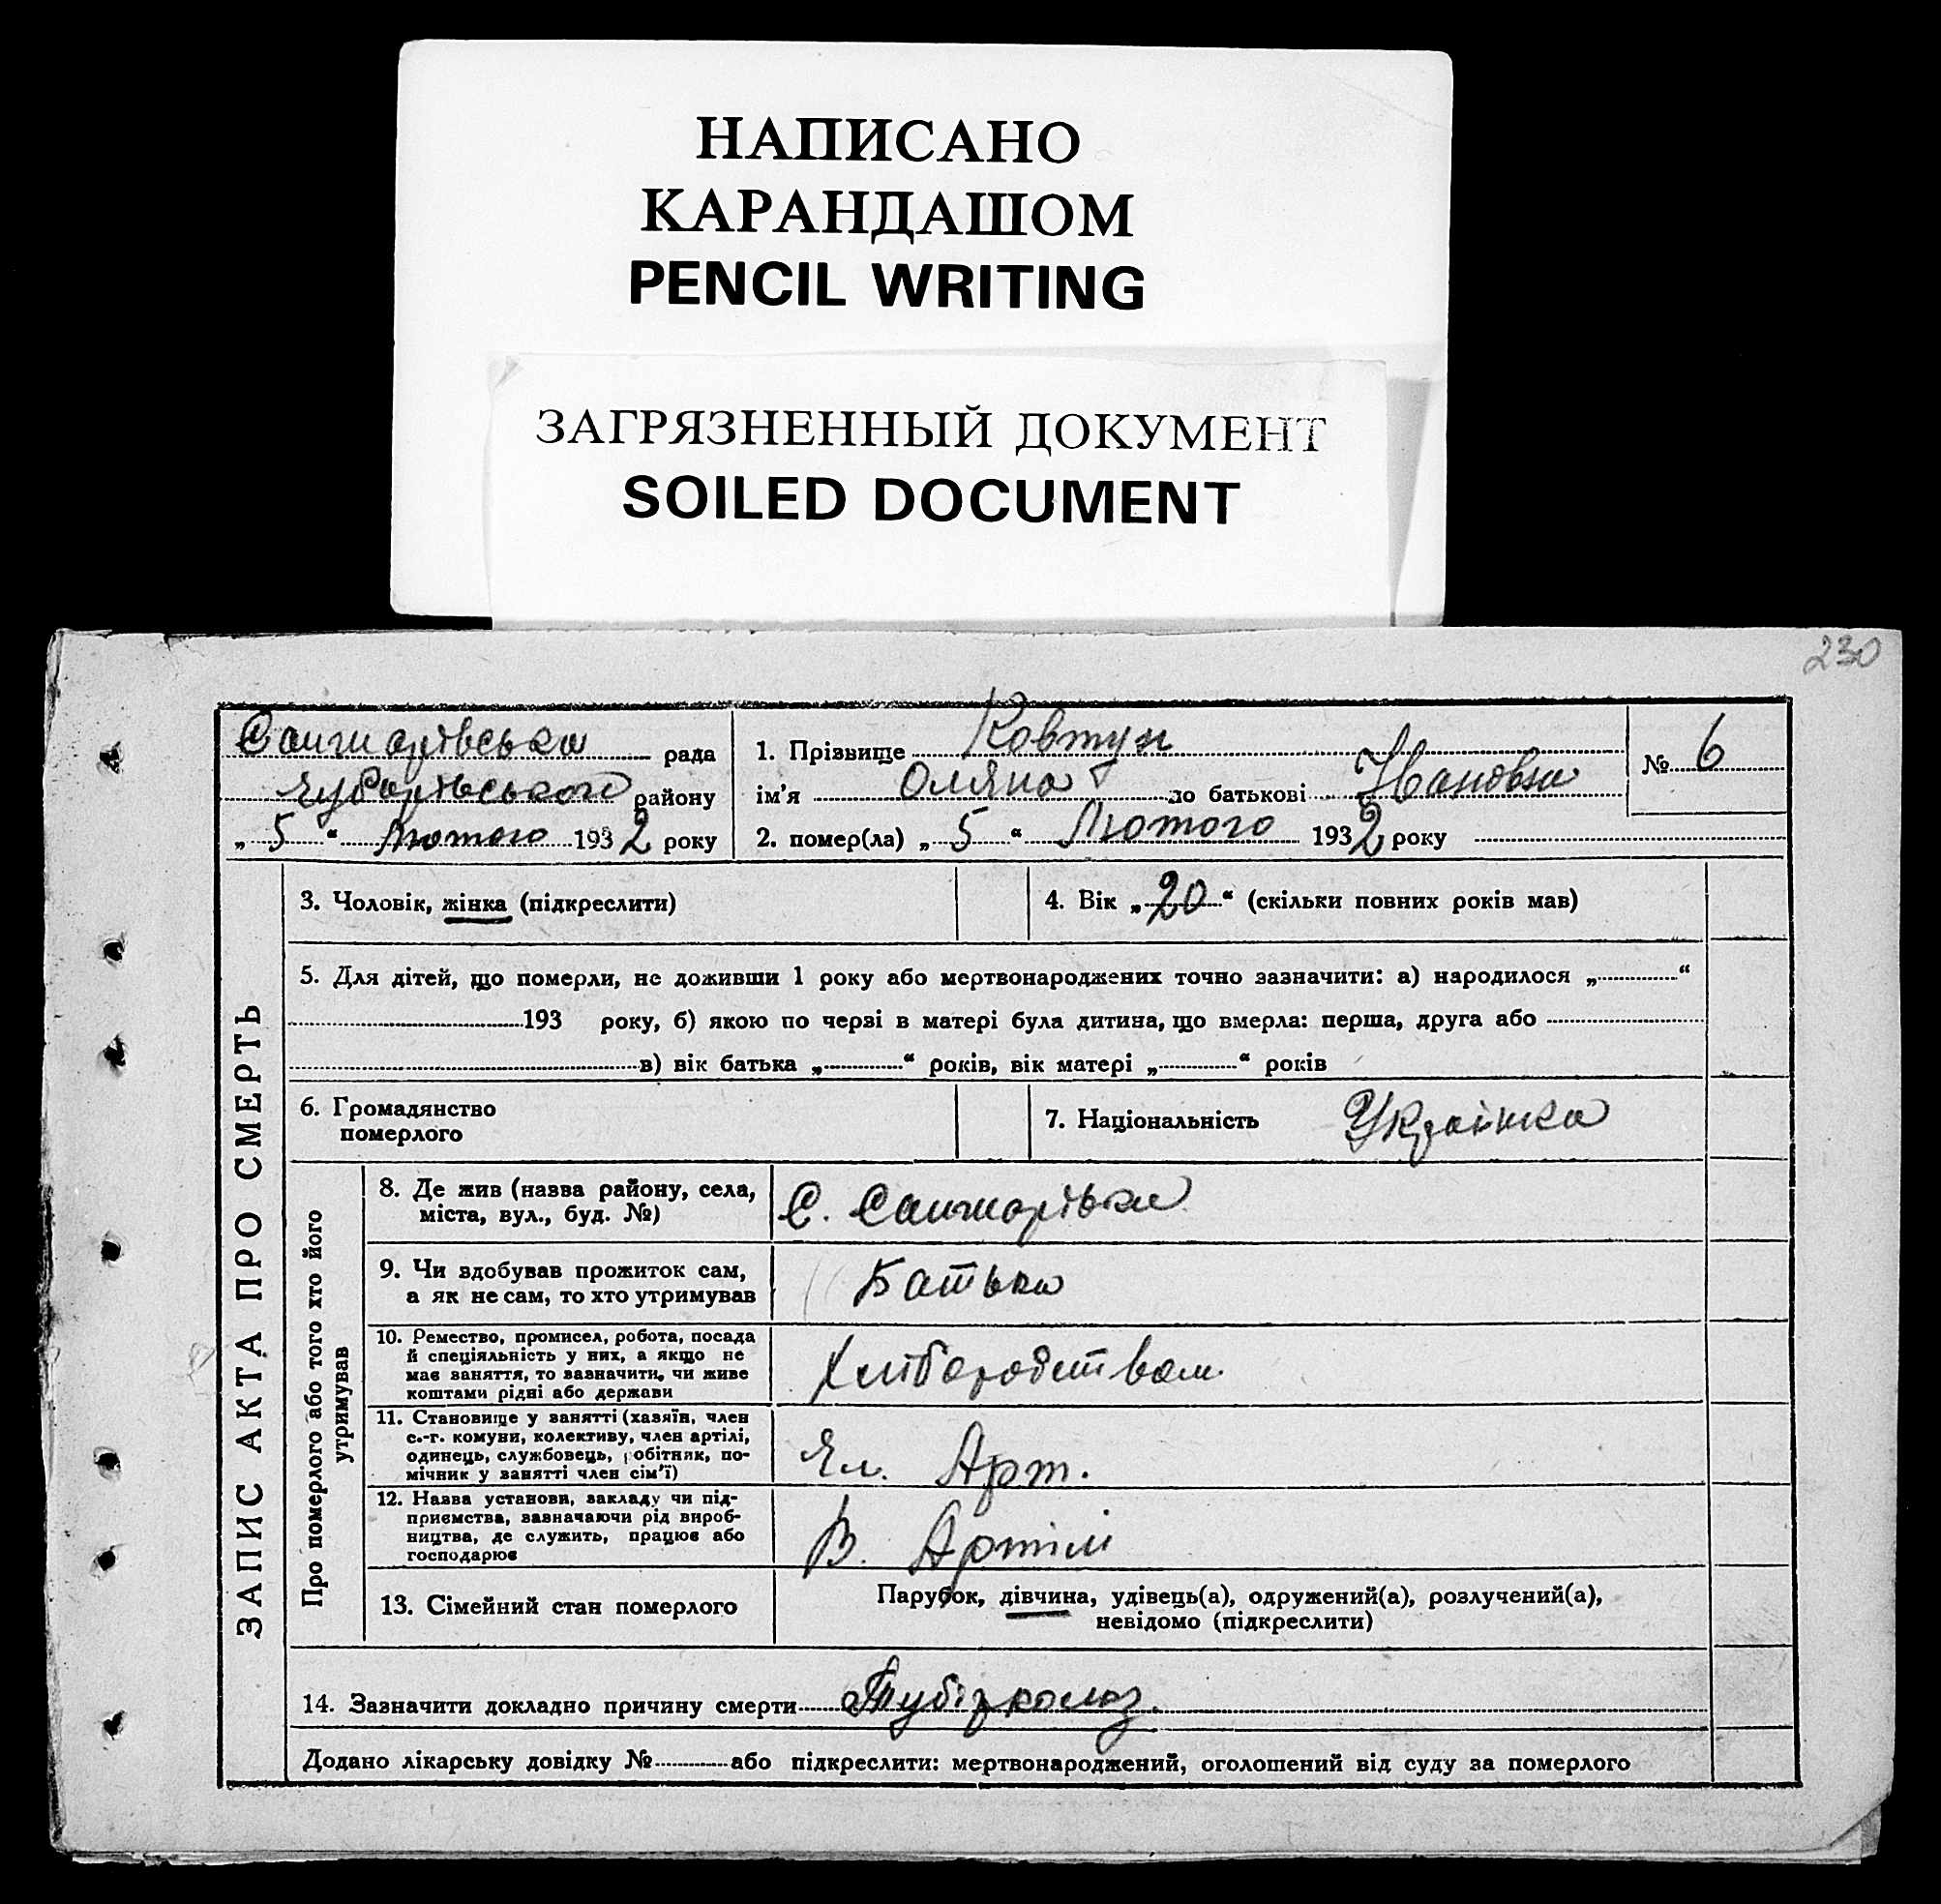 НАПИСАНО
КАРАНДАШОМ
PENCIL WRITING
ЗАГРЯЗНЕННЫЙ ДОКУМЕНТ
SOILED DOCUMENT
230
Санжарівська рада
Чубарівського району
„ 5 “ Лютого 1932 року
1. Прізвище Ковтун
ім'я Оляна по батькові Івановна
2. помер(ла) „ 5 “ Лютого 1932 року
№ 6
ЗАПИС АКТА ПРО СМЕРТЬ
3. Чоловік, жінка (підкреслити)
4. Вік „ 20 “ (скільки повних років мав)
5. Для дітей, що померли, не доживши 1 року або мертвонароджених точно зазначити: а) народилося „ “
193 року, б) якою по черзі в матері була дитина, що вмерла: перша, друга або
в) вік батька „ “ років, вік матері „ “ років
6. Громадянство
померлого
7. Національність Українка
Про померлого або того хто його
утримував
8. Де жив (назва району, села,
міста, вул., буд. №)
С. Санжарівка
9. Чи здобував прожиток сам,
а як не сам, то хто утримував
Батько
10. Ремество, промисел, робота, посада
й спеціяльність у них, а якщо не
має заняття, то зазначити, чи живе
коштами рідні або держави
Хліборобством
11. Становище у занятті (хазяїн, член
с.-г. комуни, колективу, член артілі,
одинець, службовець, робітник, по-
мічник у занятті член сім'ї)
Чл. Арт.
12. Назва установи, закладу чи під-
приємства, зазначаючи рід вироб-
ництва, де служить, працює або
господарює
В. Артілі
13. Сімейний стан померлого
Парубок, дівчина, удівець(а), одружений(а), розлучений(а),
невідомо (підкреслити)
14. Зазначити докладно причину смерти Тубіркольоз.
Додано лікарську довідку № або підкреслити: мертвонароджений, оголошений від суду за померлого